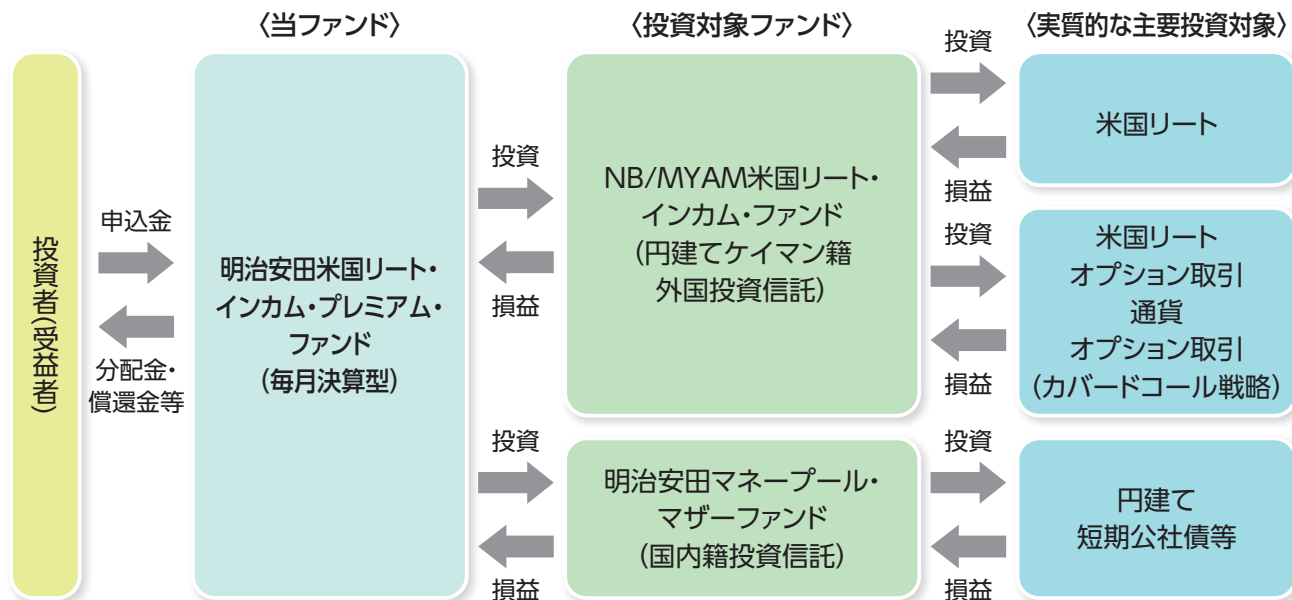 〈当ファンド〉
〈投資対象ファンド〉
〈実質的な主要投資対象〉
投資者(受益者)
申込金
分配金・
償還金等
明治安田米国リート・
インカム・プレミアム・
ファンド
(毎月決算型)
投資
損益
NB/MYAM米国リート・
インカム・ファンド
(円建てケイマン籍
外国投資信託)
投資
損益
米国リート
投資
損益
米国リート
オプション取引
通貨
オプション取引
(カバードコール戦略)
投資
損益
明治安田マネープール・
マザーファンド
(国内籍投資信託)
投資
損益
円建て
短期公社債等